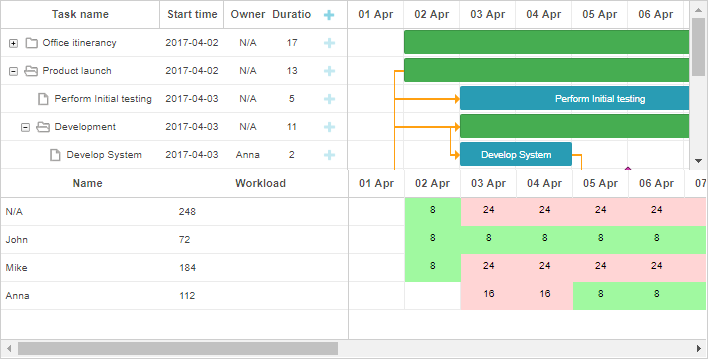 Task name Start time Owner Duratio 01 Apr 02 Apr 03 Apr 04 Apr 05 Apr 06 Apr
Office itinerancy 2017-04-02 N/A 17
Product launch 2017-04-02 N/A 13
Perform Initial testing 2017-04-03 N/A 5 Perform Initial testing
Development 2017-04-03 N/A 11
Develop System 2017-04-03 Anna 2 Develop System
Name Workload 01 Apr 02 Apr 03 Apr 04 Apr 05 Apr 06 Apr 07
N/A 248 8 24 24 24 24
John 72 8 8 8 8 8
Mike 184 8 24 24 24 24
Anna 112 16 16 8 8